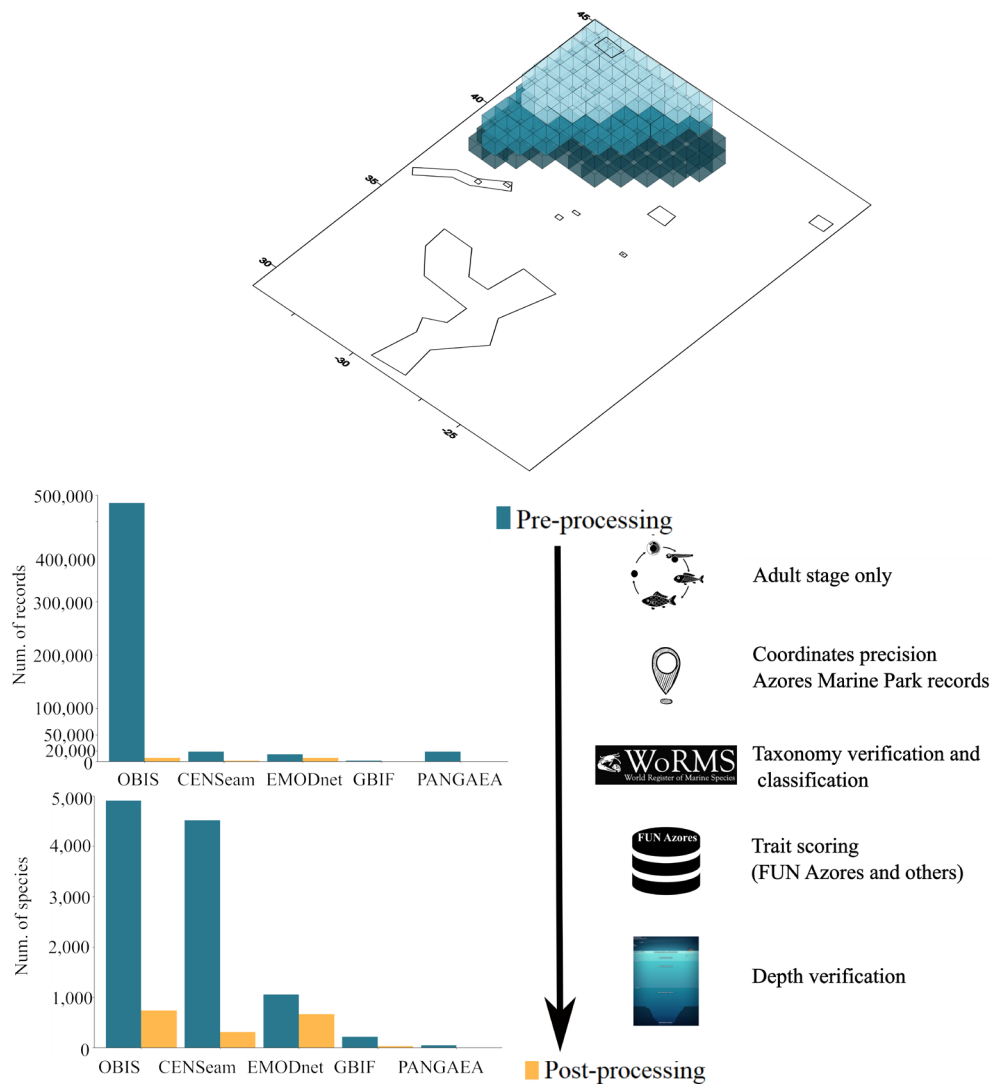 45
40
35
30
-30
-25
500,000
400,000
300,000
200,000
100,000
50,000
20,000
0
Num. of records
OBIS CENSeam EMODnet GBIF PANGAEA
5,000
4,000
3,000
2,000
1,000
0
Num. of species
OBIS CENSeam EMODnet GBIF PANGAEA
Pre-processing
Adult stage only
Coordinates precision
Azores Marine Park records
WoRMS
World Register of Marine Species
Taxonomy verification and
classification
FUN Azores
Trait scoring
(FUN Azores and others)
Depth verification
Post-processing